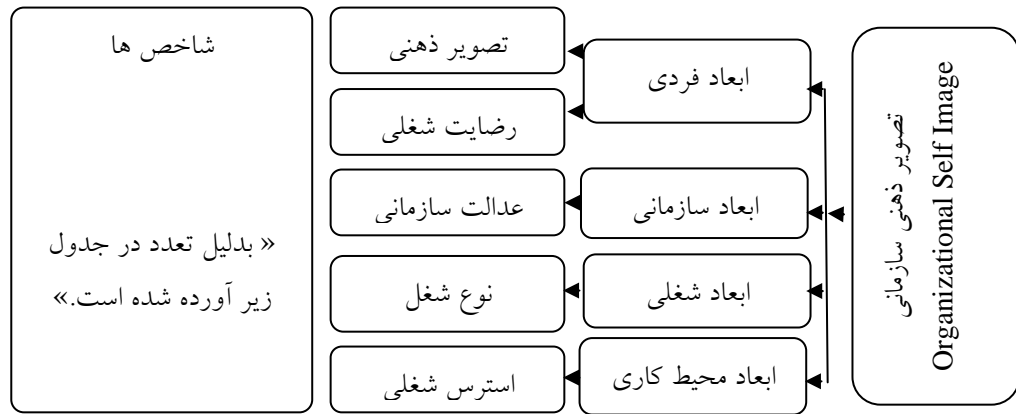 تصویر ذهنی سازمانی
Organizational Self Image
ابعاد فردی
ابعاد سازمانی
ابعاد شغلی
ابعاد محیط کاری
تصویر ذهنی
رضایت شغلی
عدالت سازمانی
نوع شغل
استرس شغلی
شاخص ها
« بدلیل تعدد در جدول
زیر آورده شده است.»